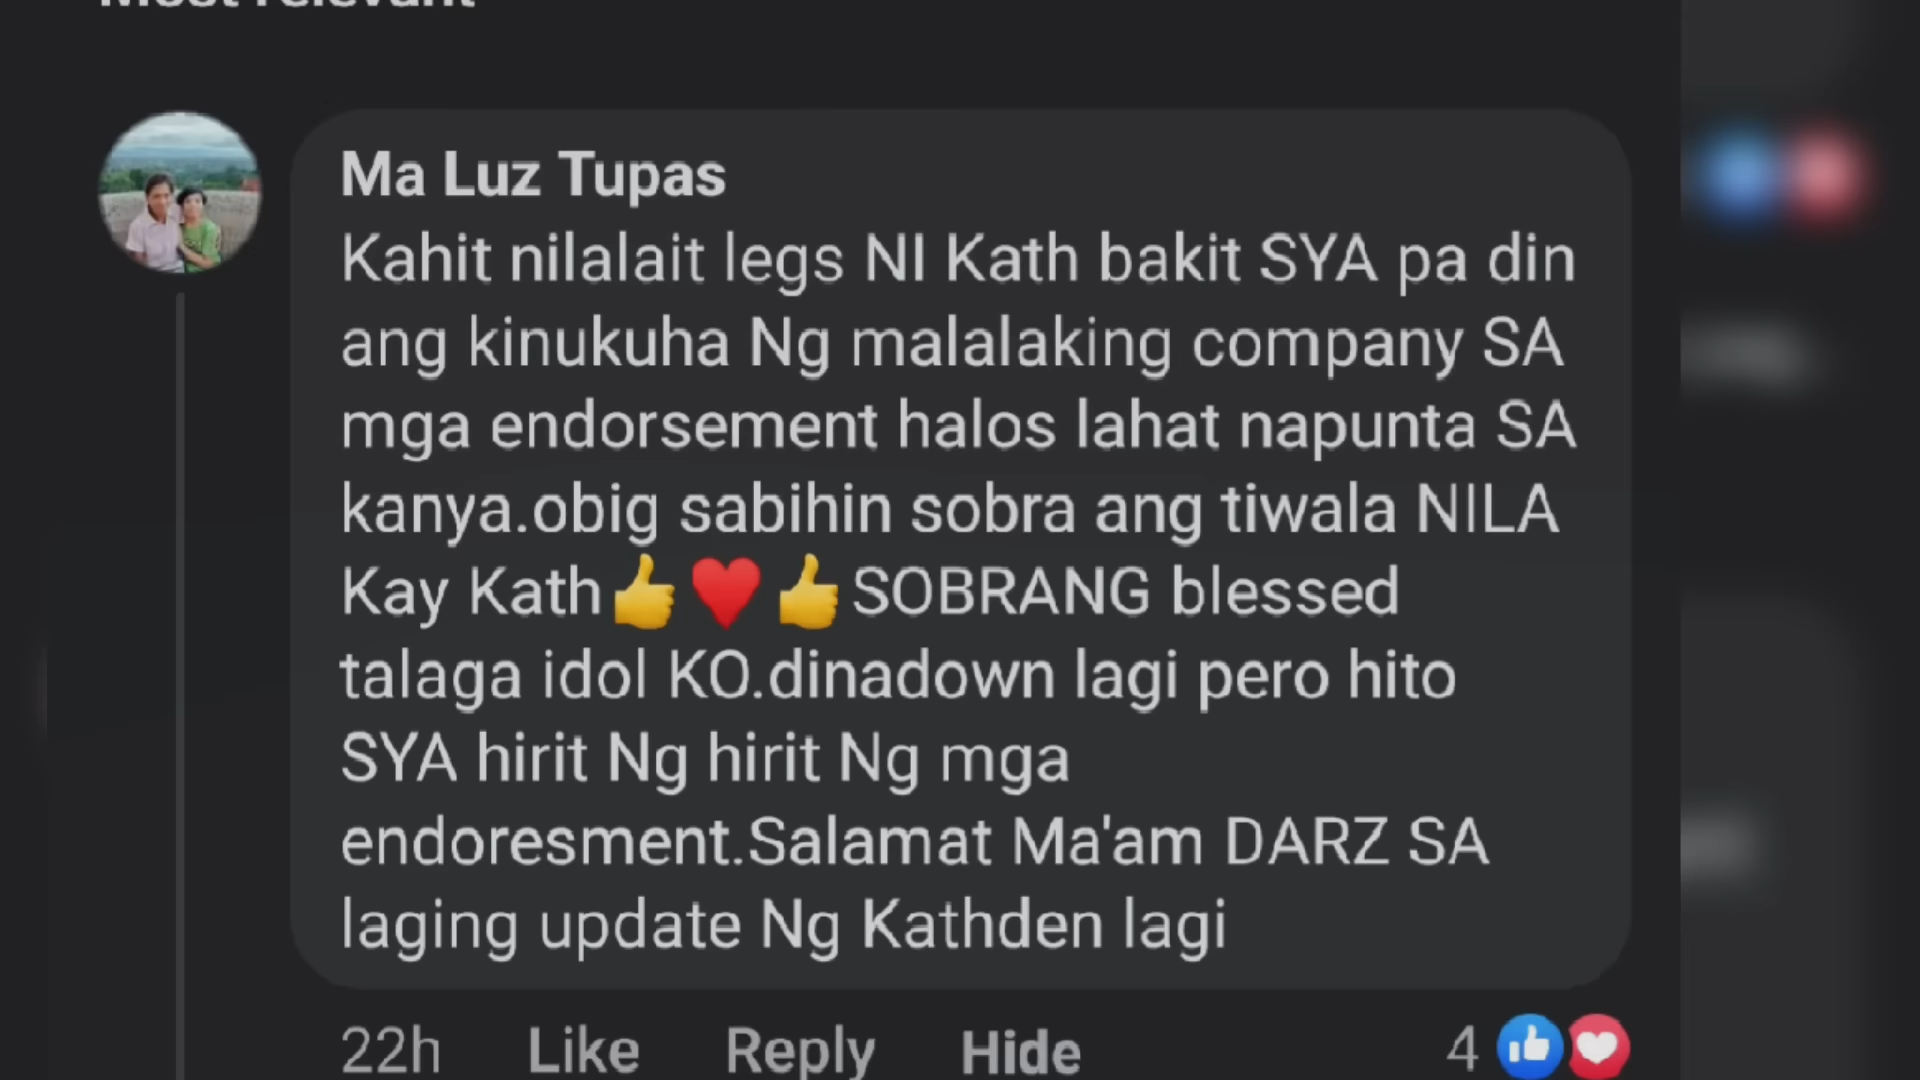 Most relevant
Ma Luz Tupas
Kahit nilalait legs NI Kath bakit SYA pa din
ang kinukuha Ng malalaking company SA
mga endorsement halos lahat napunta SA
kanya.obig sabihin sobra ang tiwala NILA
Kay Kath👍♥️👍SOBRANG blessed
talaga idol KO.dinadown lagi pero hito
SYA hirit Ng hirit Ng mga
endoresment.Salamat Ma'am DARZ SA
laging update Ng Kathden lagi
22h Like Reply Hide 4